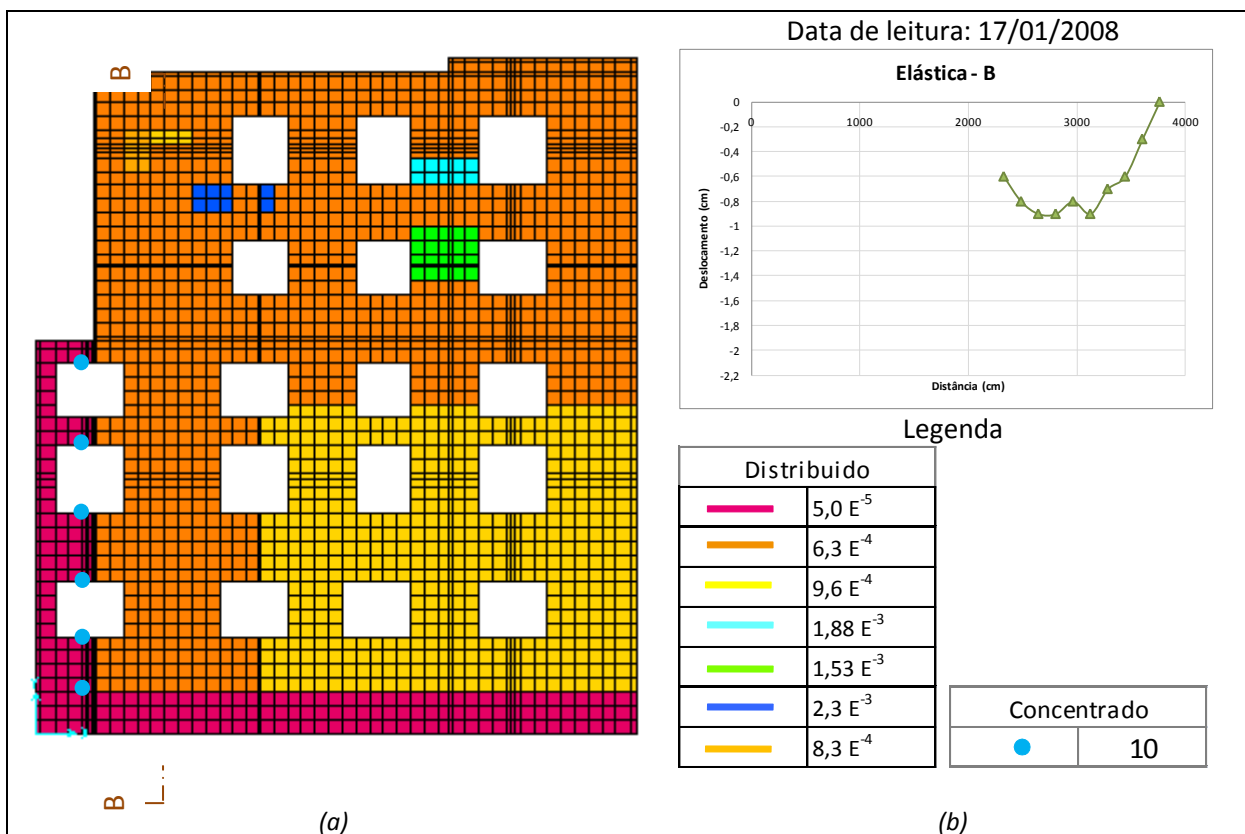 B
B
(a)
Data de leitura: 17/01/2008
Elástica - B
0
-0,2
-0,4
-0,6
-0,8
-1
-1,2
-1,4
-1,6
-1,8
-2
-2,2
0 1000 2000 3000 4000
Deslocamento (cm)
Distância (cm)
Legenda
Distribuido
5,0 E-5
6,3 E-4
9,6 E-4
1,88 E-3
1,53 E-3
2,3 E-3
8,3 E-4
Concentrado
10
(b)